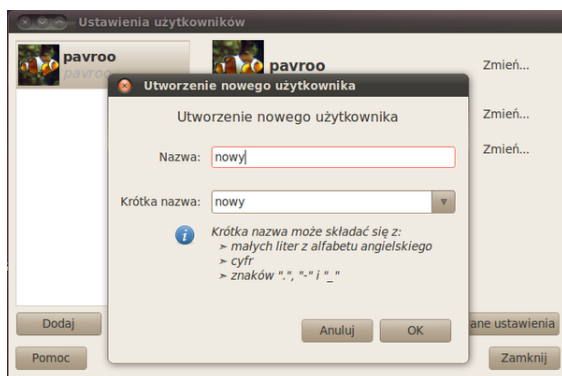 Ustawienia użytkowników
pavroo
pavroo
pavroo
Zmień...
Zmień...
Zmień...
Utworzenie nowego użytkownika
Utworzenie nowego użytkownika
Nazwa: nowy
Krótka nazwa: nowy
Krótka nazwa może składać się z:
➣ małych liter z alfabetu angielskiego
➣ cyfr
➣ znaków ".", "-" i "_"
Anuluj OK
Dodaj
ane ustawienia
Pomoc
Zamknij